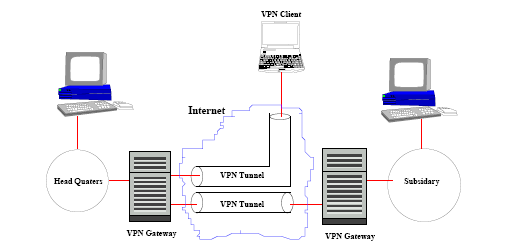 VPN Client
Internet
VPN Tunnel
Head Quaters
Subsidary
VPN Tunnel
VPN Gateway
VPN Gateway